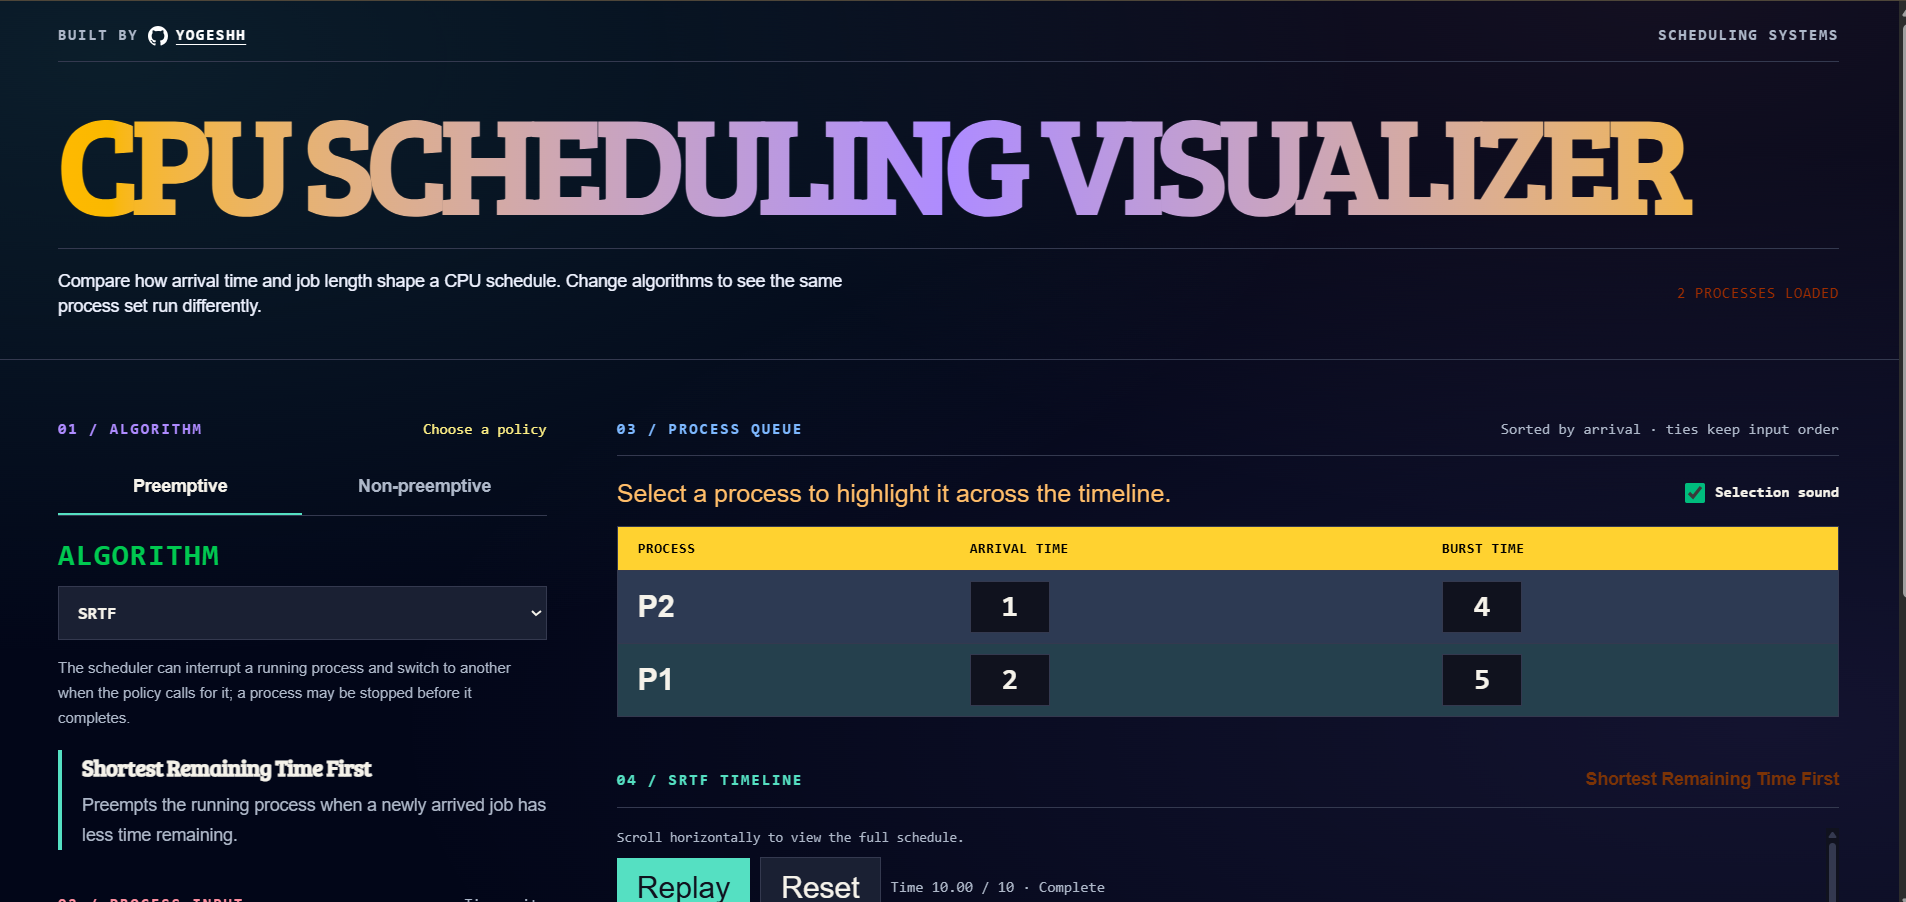 BUILT BY YOGESHH
SCHEDULING SYSTEMS
CPU SCHEDULING VISUALIZER
Compare how arrival time and job length shape a CPU schedule. Change algorithms to see the same
process set run differently.
2 PROCESSES LOADED
01 / ALGORITHM
Choose a policy
Preemptive
Non-preemptive
ALGORITHM
SRTF
The scheduler can interrupt a running process and switch to another
when the policy calls for it; a process may be stopped before it
completes.
Shortest Remaining Time First
Preempts the running process when a newly arrived job has
less time remaining.
03 / PROCESS QUEUE
Sorted by arrival · ties keep input order
Select a process to highlight it across the timeline.
Selection sound
PROCESS ARRIVAL TIME BURST TIME
P2 1 4
P1 2 5
04 / SRTF TIMELINE
Shortest Remaining Time First
Scroll horizontally to view the full schedule.
Replay
Reset
Time 10.00 / 10 · Complete